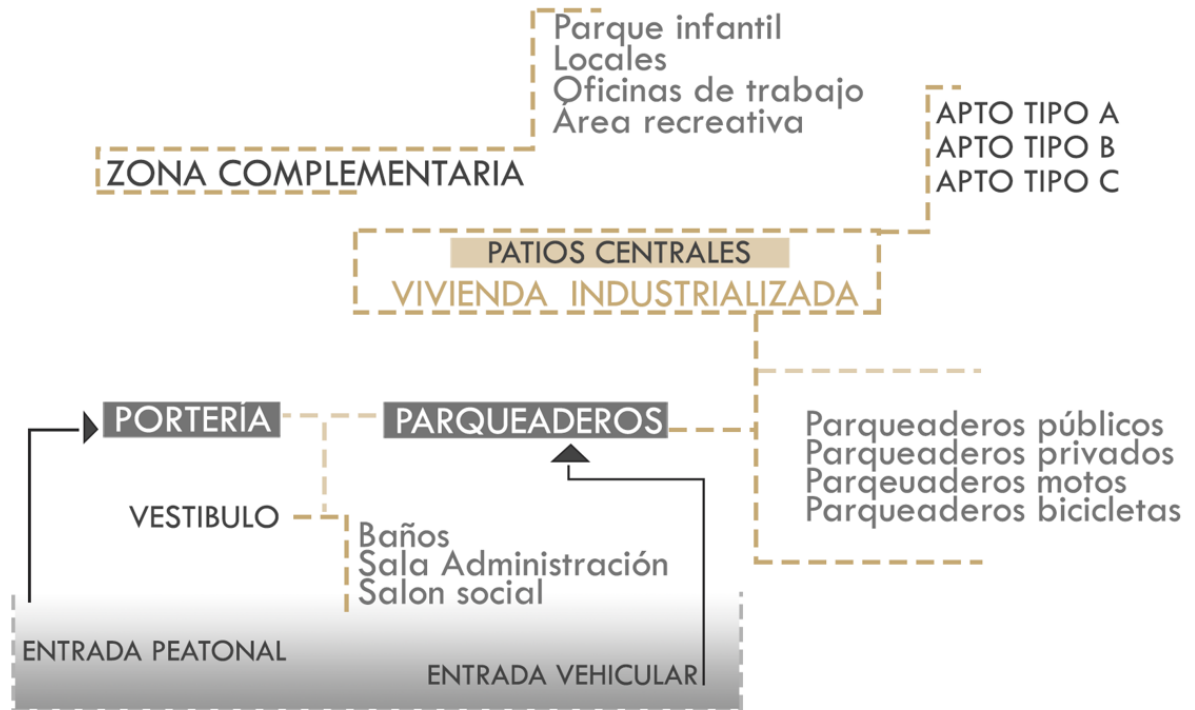 Parque infantil
Locales
Oficinas de trabajo
Área recreativa
ZONA COMPLEMENTARIA
APTO TIPO A
APTO TIPO B
APTO TIPO C
PATIOS CENTRALES
VIVIENDA INDUSTRIALIZADA
PORTERÍA
PARQUEADEROS
Parqueaderos públicos
Parqueaderos privados
Parqeuaderos motos
Parqueaderos bicicletas
VESTIBULO
Baños
Sala Administración
Salon social
ENTRADA PEATONAL
ENTRADA VEHICULAR